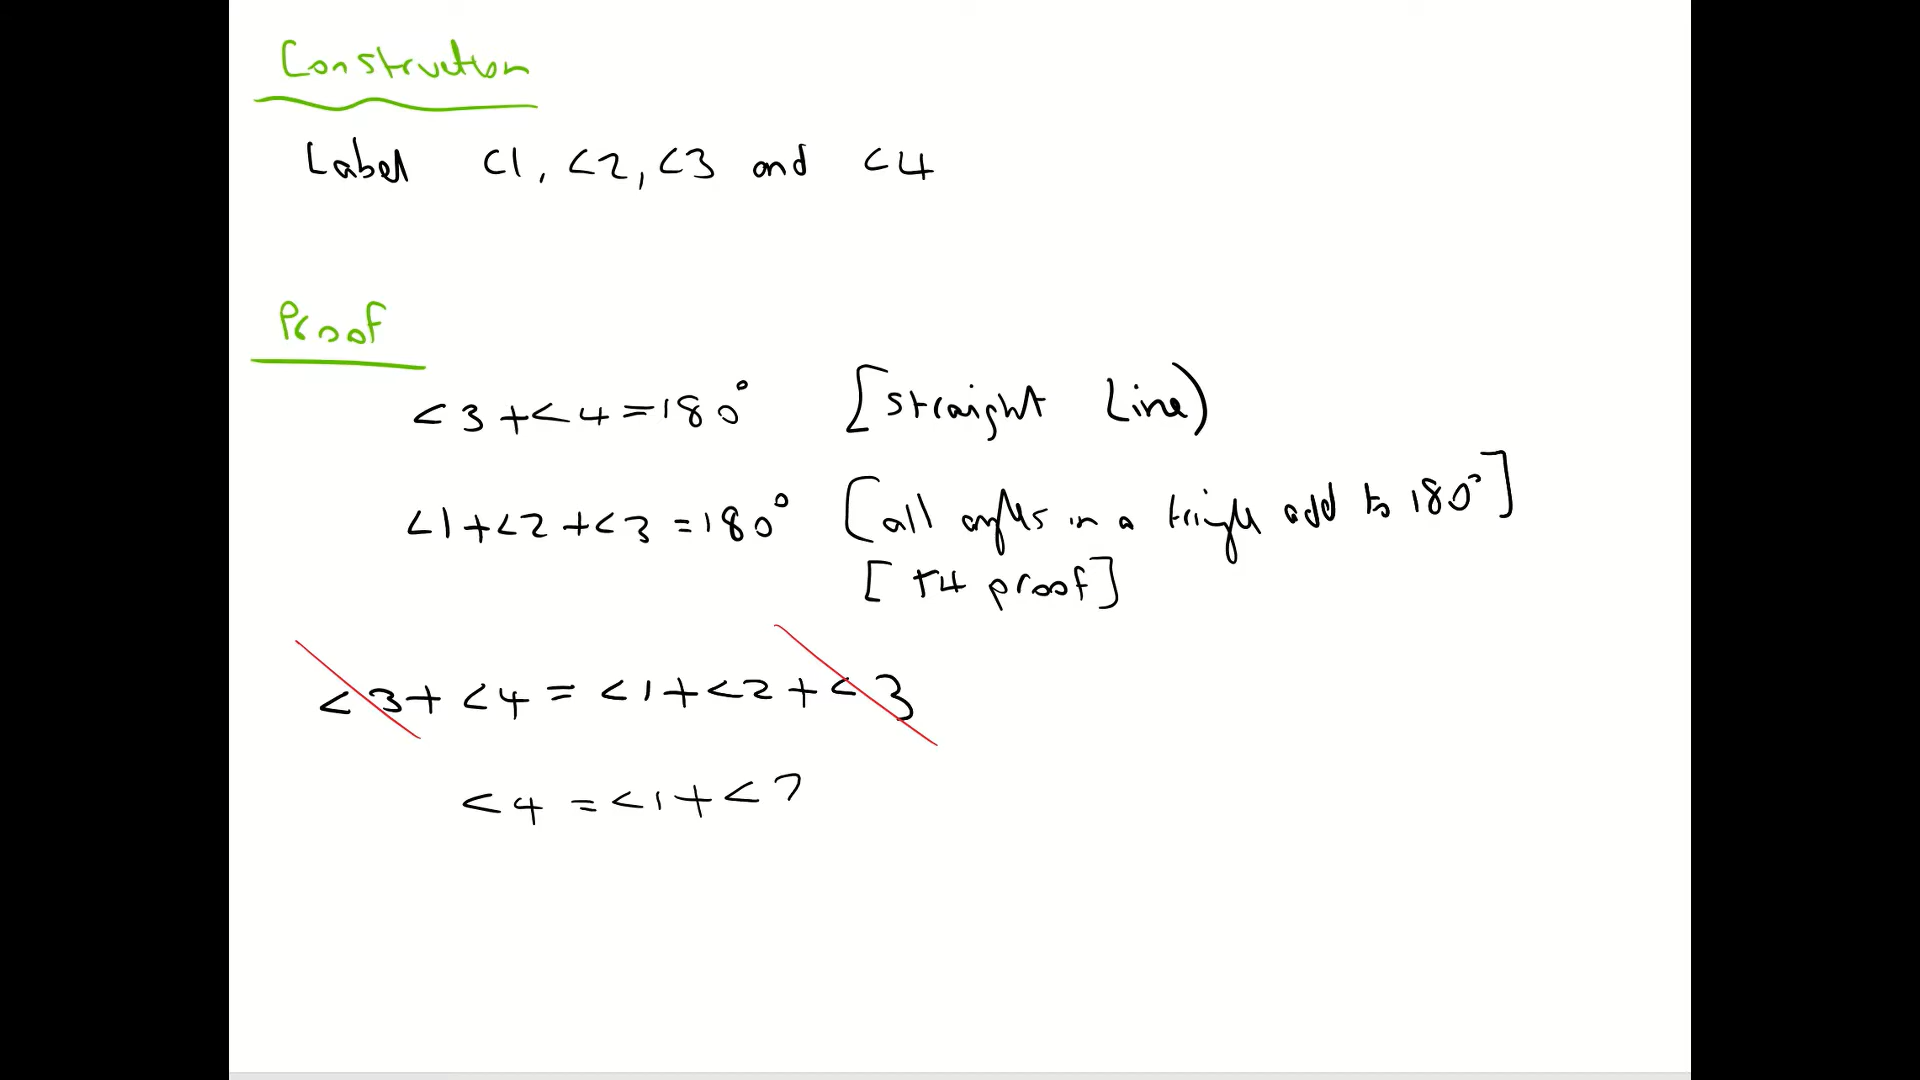 Construction
Label <1, <2, <3 and <4
Proof
<3 + <4 = 180° [straight Line)
<1 + <2 + <3 = 180° [all angles in a triangle add to 180°]
[T4 proof]
<3 + <4 = <1 + <2 + <3
<4 = <1 + <2